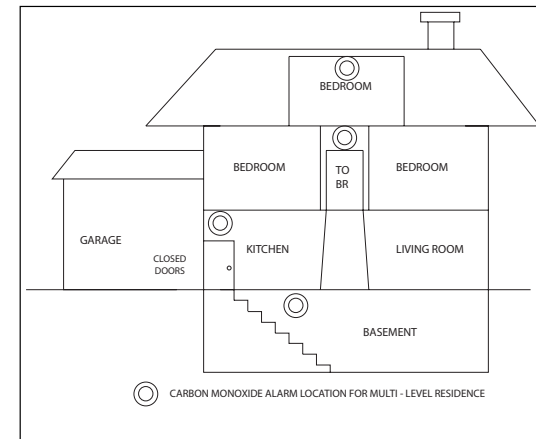 BEDROOM
BEDROOM
TO
BR
BEDROOM
GARAGE
CLOSED
DOORS
KITCHEN
LIVING ROOM
BASEMENT
CARBON MONOXIDE ALARM LOCATION FOR MULTI - LEVEL RESIDENCE